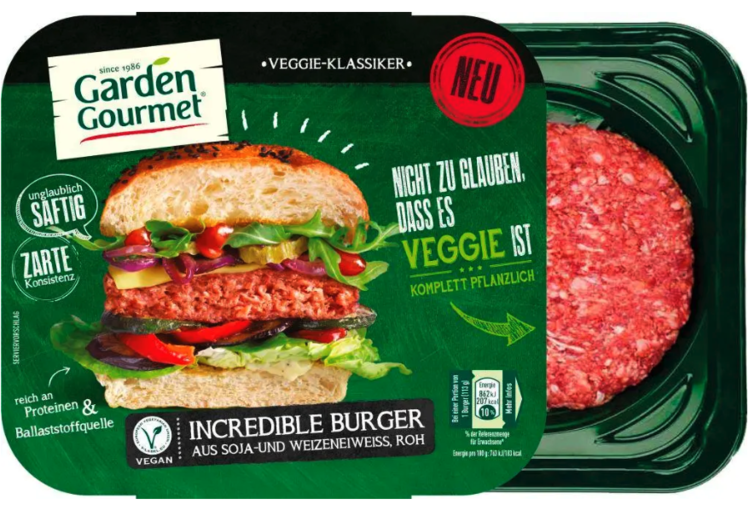 since 1986
Garden
Gourmet®
•VEGGIE-KLASSIKER•
NEU
unglaublich
SAFTIG
ZARTE
Konsistenz
NICHT ZU GLAUBEN,
DASS ES
VEGGIE IST
KOMPLETT PFLANZLICH
SERVIERVORSCHLAG
reich an
Proteinen &
Ballaststoffquelle
VEGAN
INCREDIBLE BURGER
AUS SOJA-UND WEIZENEIWEISS, ROH
Bei einer Portion von
1 Burger (113 g)
Energie
862kJ
207 kcal
10%
Mehr Infos
% der Referenzmenge
für Erwachsene*
Energie pro 100 g: 763 kJ/183 kcal